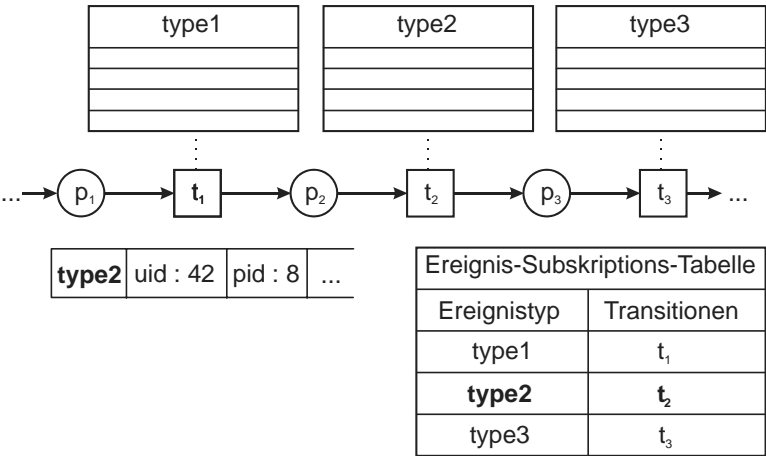 type1 type2 type3
... p₁ t₁ p₂ t₂ p₃ t₃ ...
type2 uid : 42 pid : 8 ...
Ereignis-Subskriptions-Tabelle
Ereignistyp Transitionen
type1 t₁
type2 t₂
type3 t₃